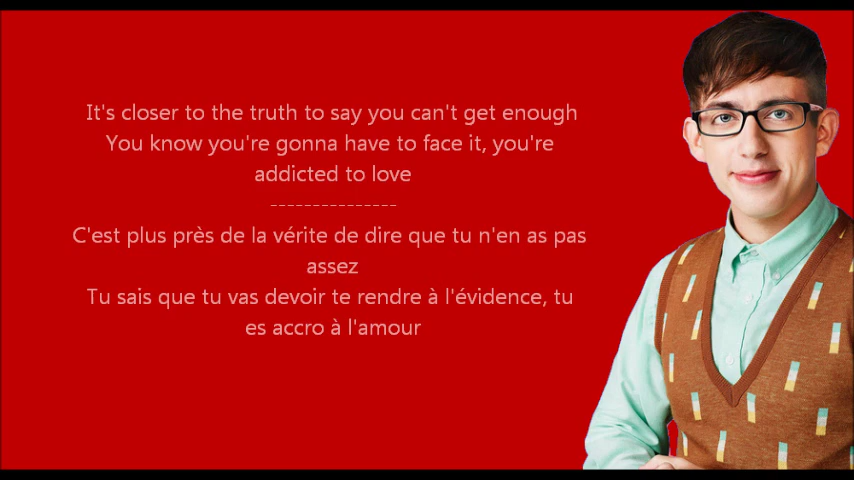 It's closer to the truth to say you can't get enough
You know you're gonna have to face it, you're
addicted to love
---------------
C'est plus près de la vérite de dire que tu n'en as pas
assez
Tu sais que tu vas devoir te rendre à l'évidence, tu
es accro à l'amour